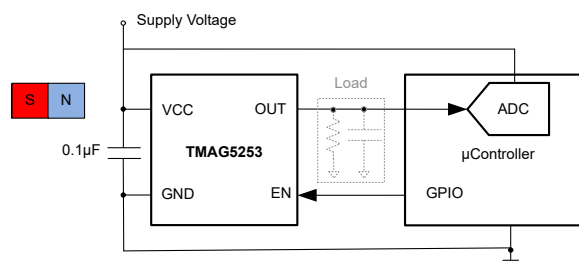 Supply Voltage
S N
VCC
OUT
Load
ADC
0.1µF
TMAG5253
µController
GND
EN
GPIO